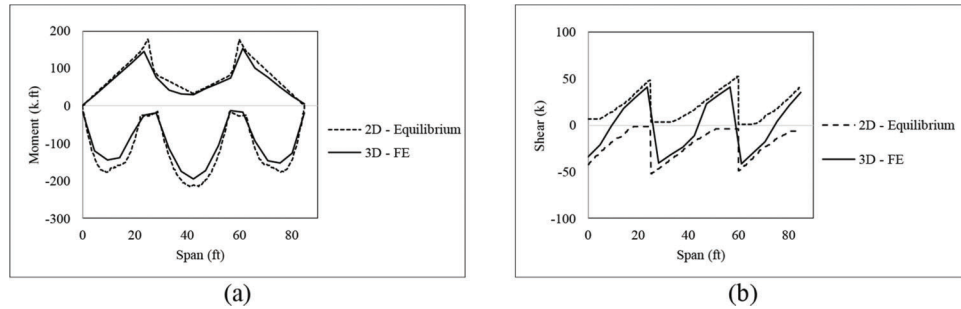 200
100
0
-100
-200
-300
Moment (k.ft)
0 20 40 60 80
Span (ft)
2D - Equilibrium
3D - FE
(a)
100
50
0
-50
-100
Shear (k)
0 20 40 60 80
Span (ft)
2D - Equilibrium
3D - FE
(b)